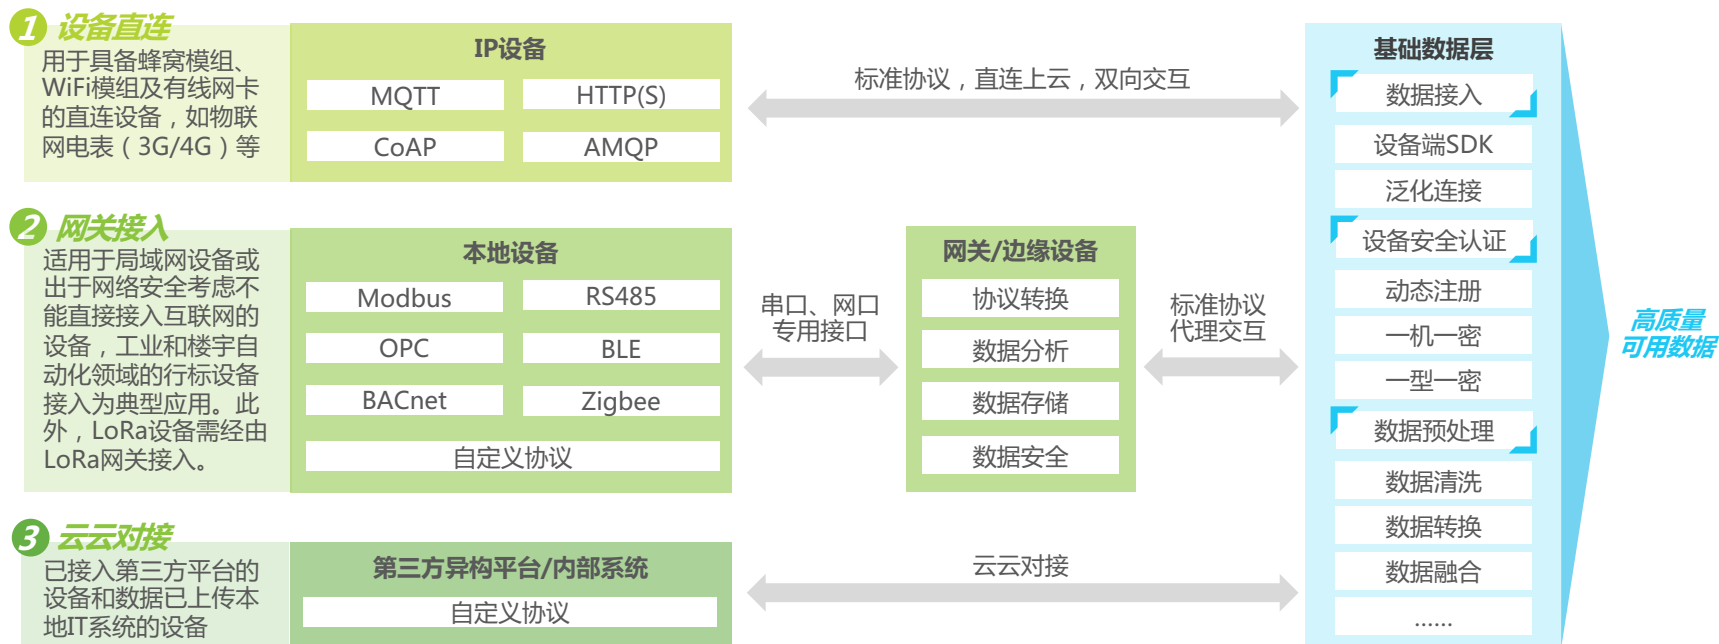 1 设备直连
用于具备蜂窝模组、
WiFi模组及有线网卡
的直连设备，如物联
网电表（3G/4G）等
IP设备
MQTT
HTTP(S)
CoAP
AMQP
标准协议，直连上云，双向交互
2 网关接入
适用于局域网设备或
出于网络安全考虑不
能直接接入互联网的
设备，工业和楼宇自
动化领域的行标设备
接入为典型应用。此
外，LoRa设备需经由
LoRa网关接入。
本地设备
Modbus
RS485
OPC
BLE
BACnet
Zigbee
自定义协议
串口、网口
专用接口
网关/边缘设备
协议转换
数据分析
数据存储
数据安全
标准协议
代理交互
3 云云对接
已接入第三方平台的
设备和数据已上传本
地IT系统的设备
第三方异构平台/内部系统
自定义协议
云云对接
基础数据层
数据接入
设备端SDK
泛化连接
设备安全认证
动态注册
一机一密
一型一密
数据预处理
数据清洗
数据转换
数据融合
......
高质量
可用数据